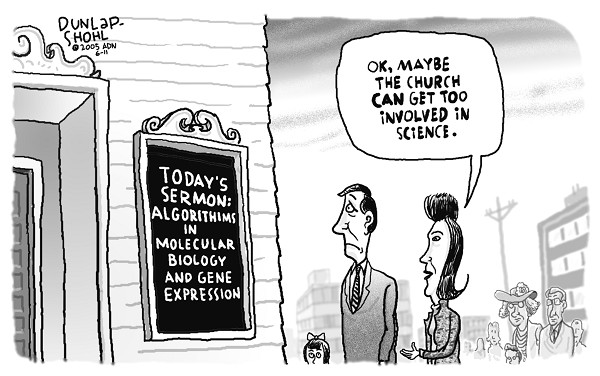 DUNLAP-
SHOHL
©2005 ADN
6-11
TODAY'S
SERMON:
ALGORITHIMS
IN
MOLECULAR
BIOLOGY
AND GENE
EXPRESSION
OK, MAYBE
THE CHURCH
CAN GET TOO
INVOLVED IN
SCIENCE.